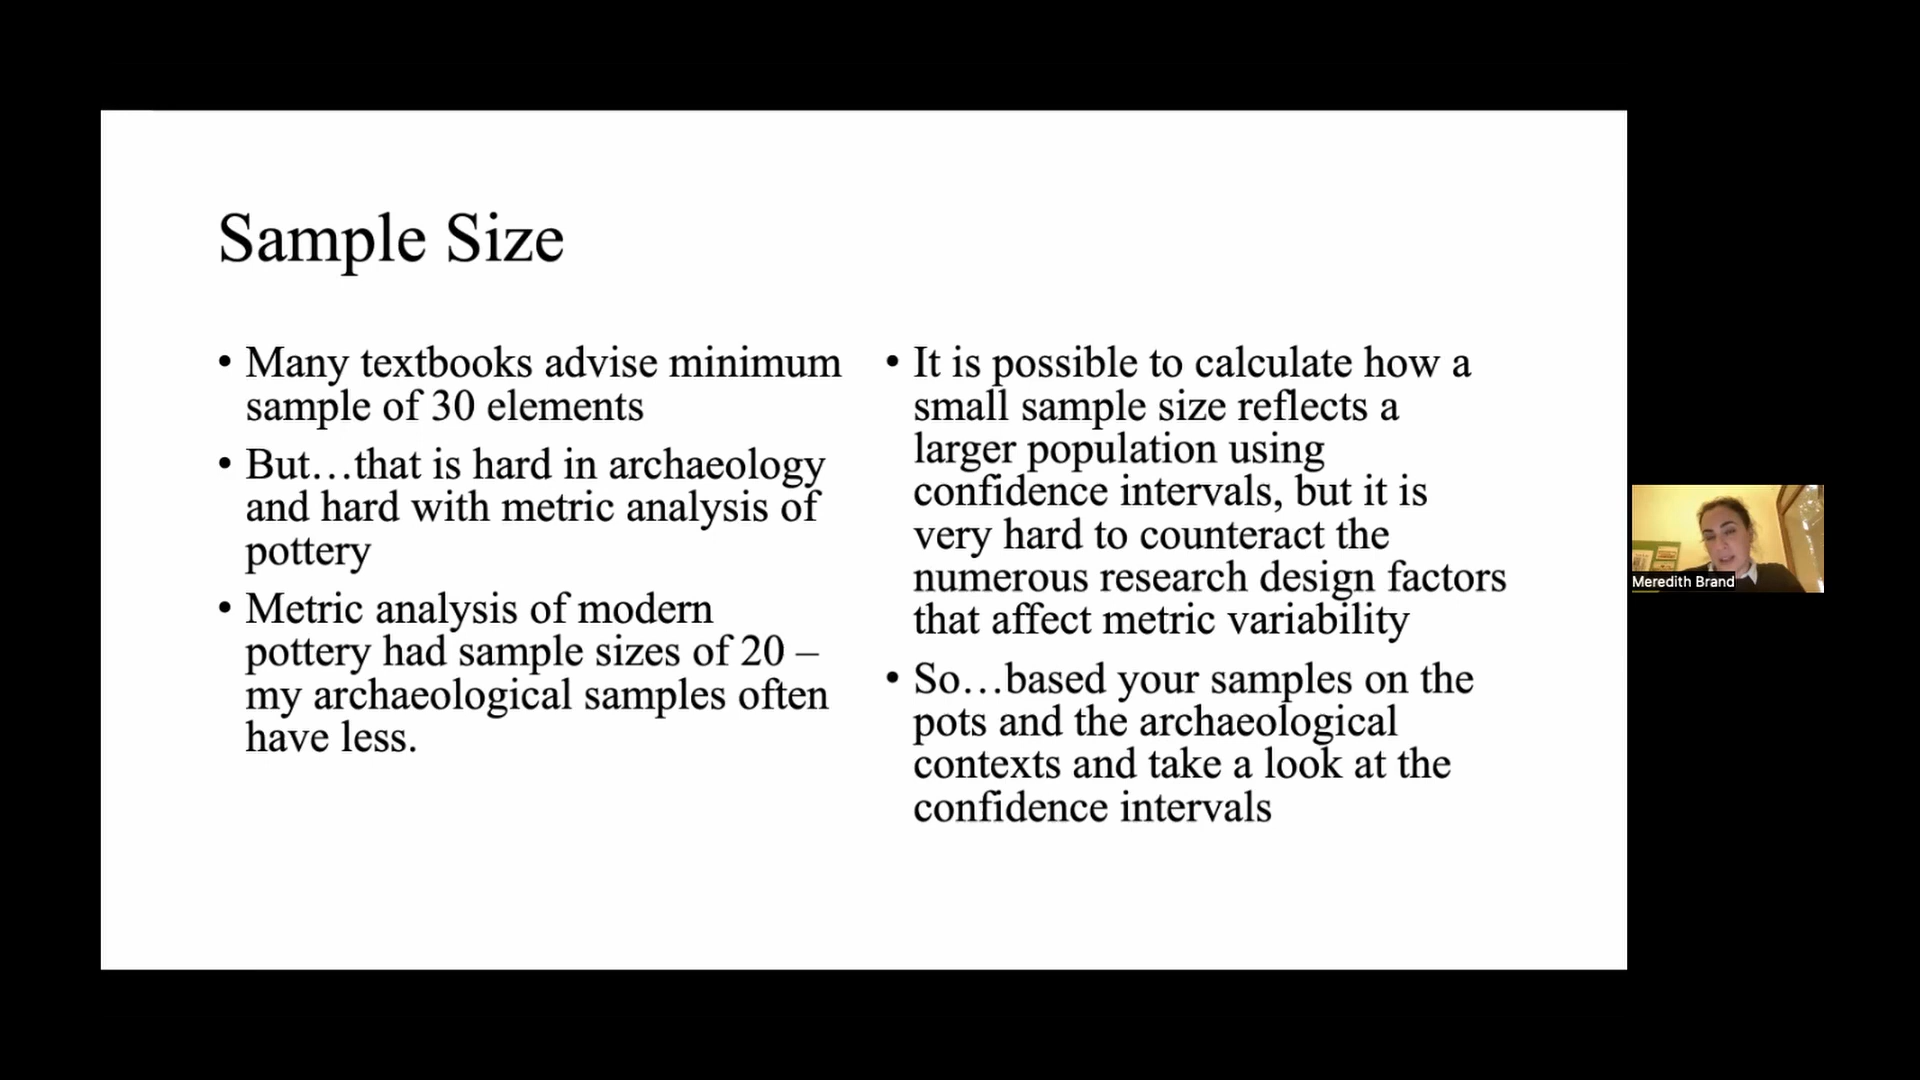 Sample Size
• Many textbooks advise minimum
sample of 30 elements
• But…that is hard in archaeology
and hard with metric analysis of
pottery
• Metric analysis of modern
pottery had sample sizes of 20 –
my archaeological samples often
have less.
• It is possible to calculate how a
small sample size reflects a
larger population using
confidence intervals, but it is
very hard to counteract the
numerous research design factors
that affect metric variability
• So…based your samples on the
pots and the archaeological
contexts and take a look at the
confidence intervals
Meredith Brand